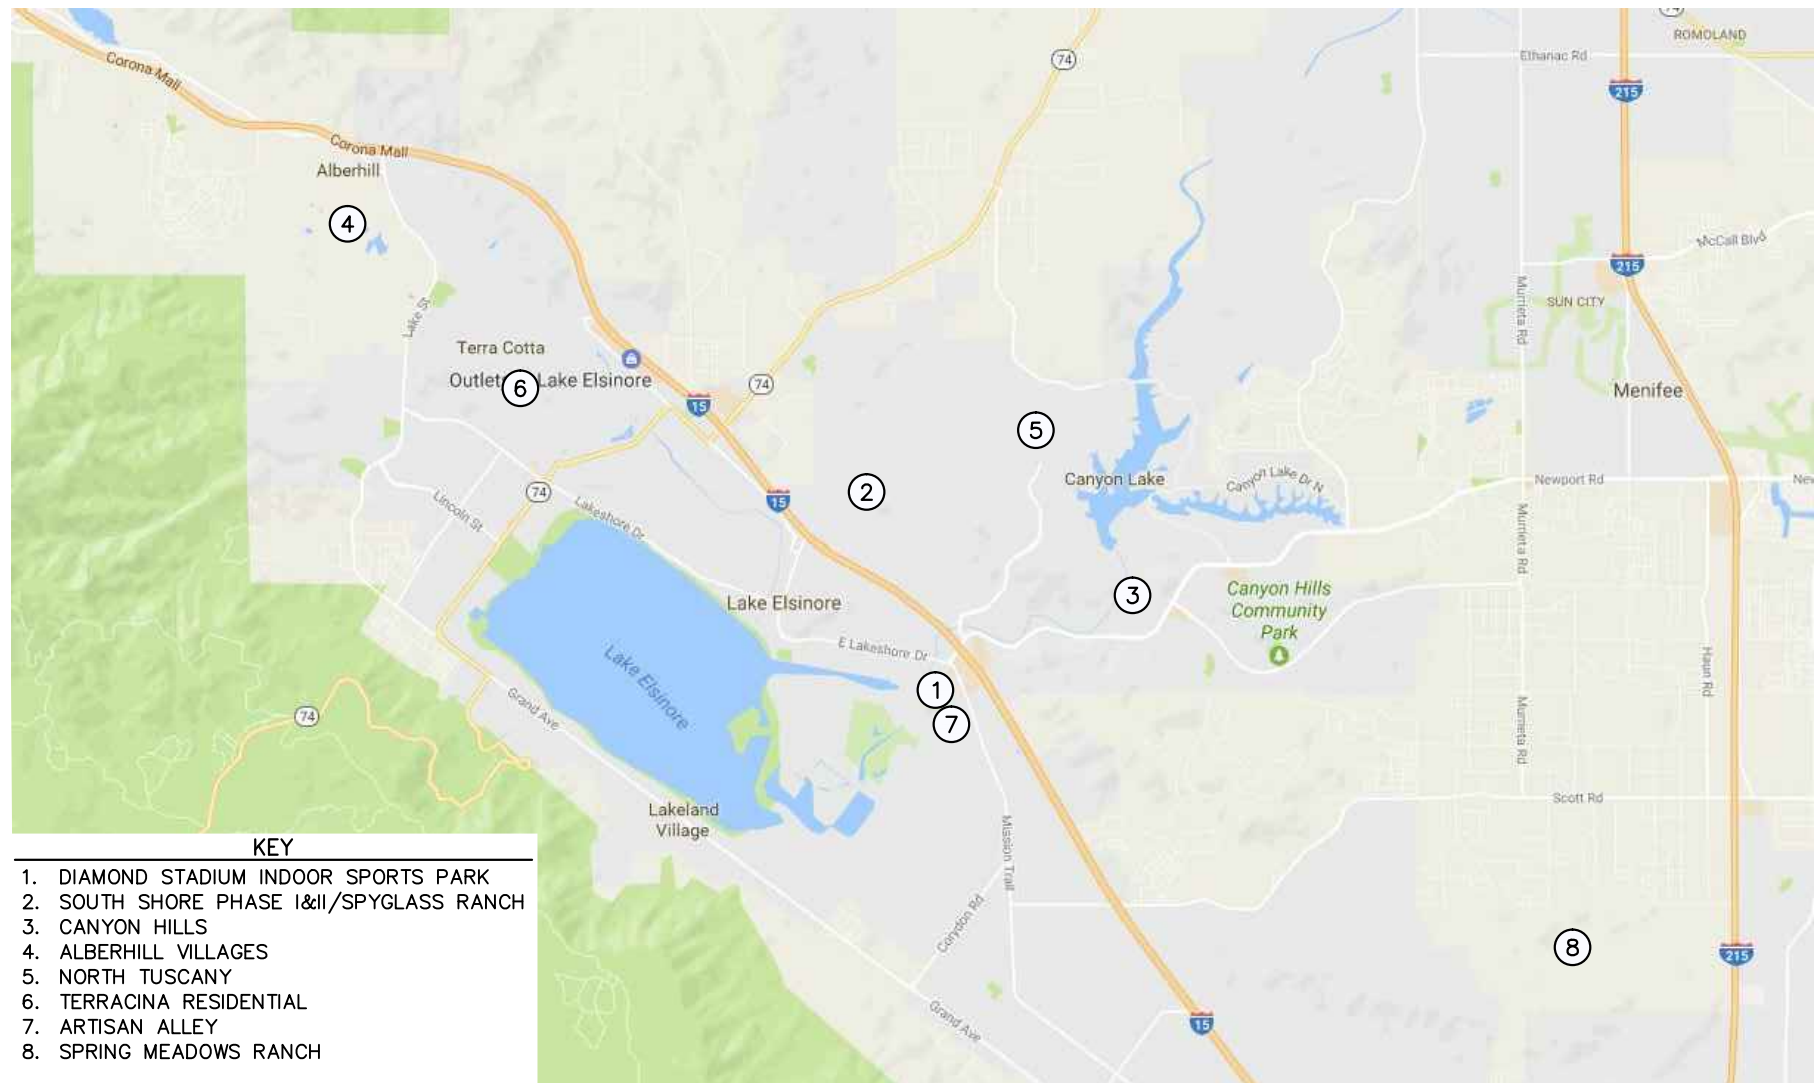 74
ROMOLAND
Ethanac Rd
Corona Mall
74
215
Corona Mall
Alberhill
4
McCall Blvd
215
Murrieta Rd
SUN CITY
Lake St
Terra Cotta
Outlets
6
Lake Elsinore
15
74
Menifee
5
2
Canyon Lake
Canyon Lake Dr N
Newport Rd
74
Lincoln St
Lakeshore Dr
15
Murrieta Rd
3
Canyon Hills
Community
Park
Lake Elsinore
E Lakeshore Dr
Lake Elsinore
Haun Rd
1
7
Grand Ave
74
Murrieta Rd
Lakeland
Village
Scott Rd
Mission Trail
Corydon Rd
8
215
Grand Ave
15
KEY
1. DIAMOND STADIUM INDOOR SPORTS PARK
2. SOUTH SHORE PHASE I&II/SPYGLASS RANCH
3. CANYON HILLS
4. ALBERHILL VILLAGES
5. NORTH TUSCANY
6. TERRACINA RESIDENTIAL
7. ARTISAN ALLEY
8. SPRING MEADOWS RANCH